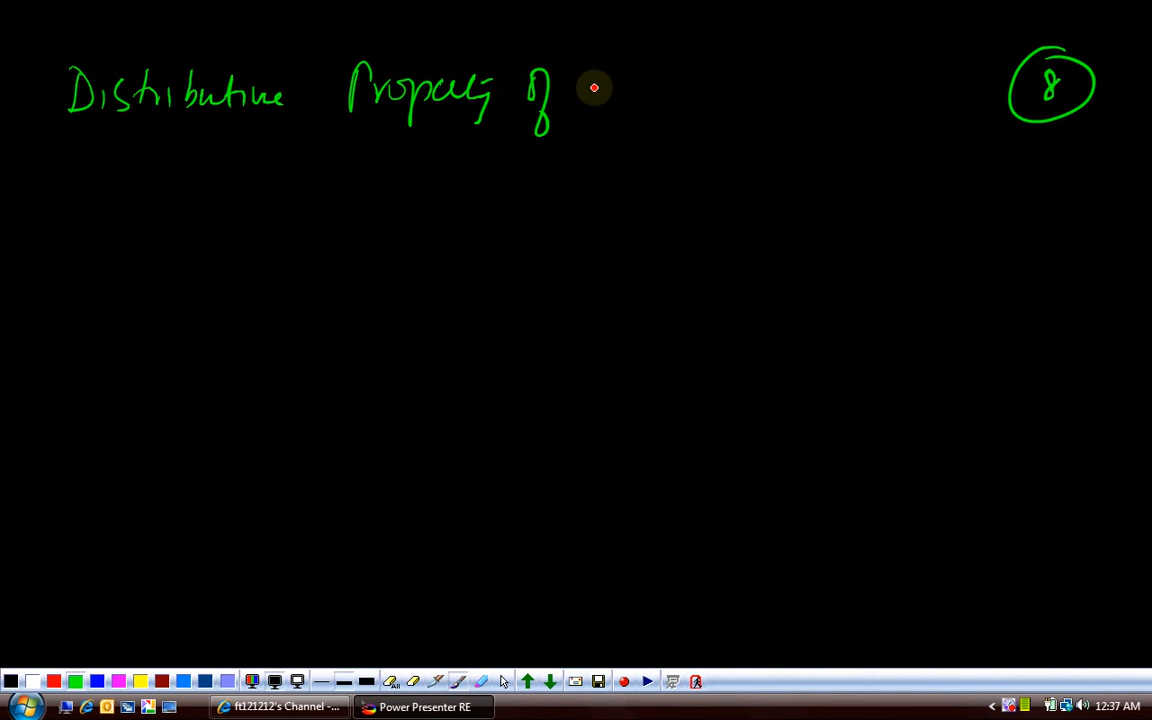 Distributive Property of
8
ft121212's Channel -...
Power Presenter RE
12:37 AM